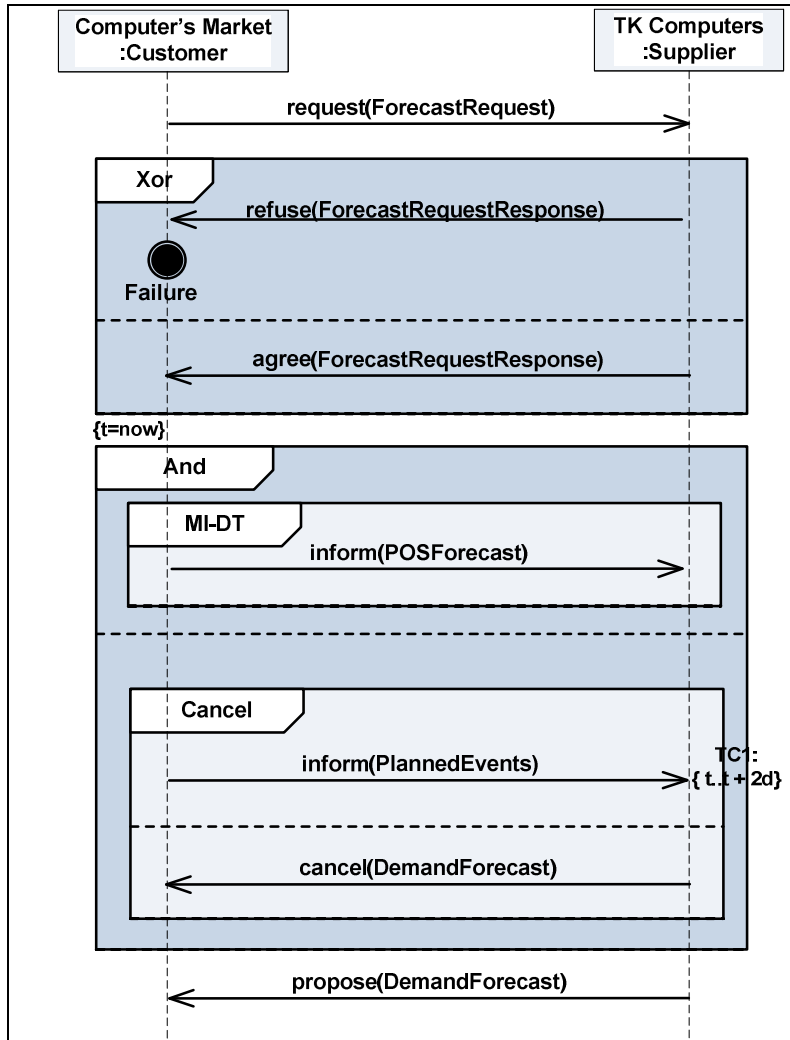 Computer's Market
:Customer
TK Computers
:Supplier
request(ForecastRequest)
Xor
refuse(ForecastRequestResponse)
Failure
agree(ForecastRequestResponse)
{t=now}
And
MI-DT
inform(POSForecast)
Cancel
inform(PlannedEvents)
TC1:
{ t..t + 2d}
cancel(DemandForecast)
propose(DemandForecast)